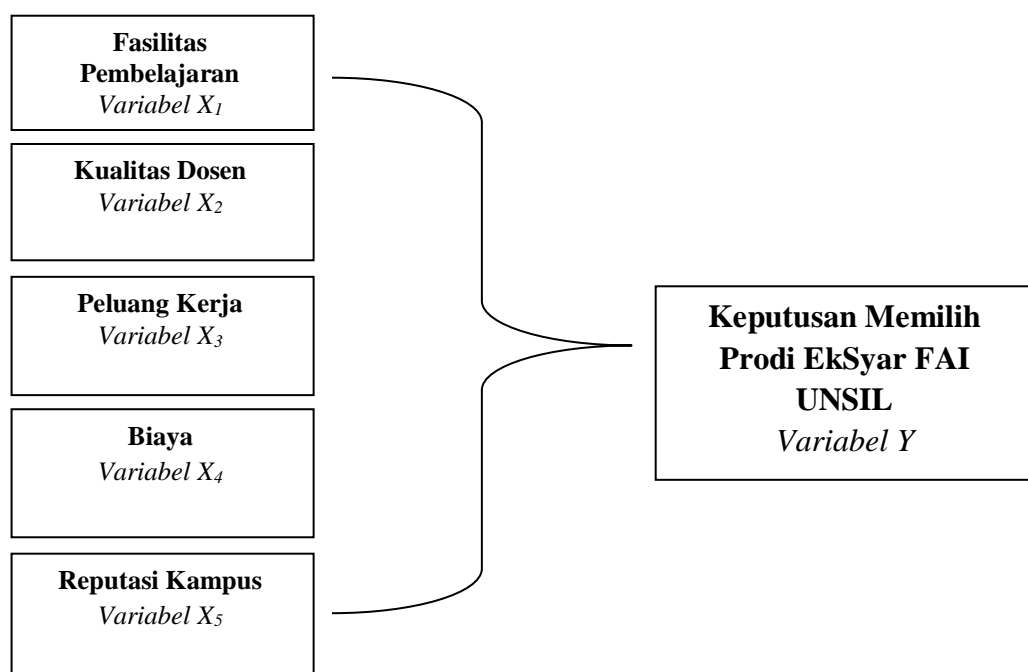 Fasilitas
Pembelajaran
Variabel X₁
Kualitas Dosen
Variabel X₂
Peluang Kerja
Variabel X₃
Biaya
Variabel X₄
Reputasi Kampus
Variabel X₅
Keputusan Memilih
Prodi EkSyar FAI
UNSIL
Variabel Y